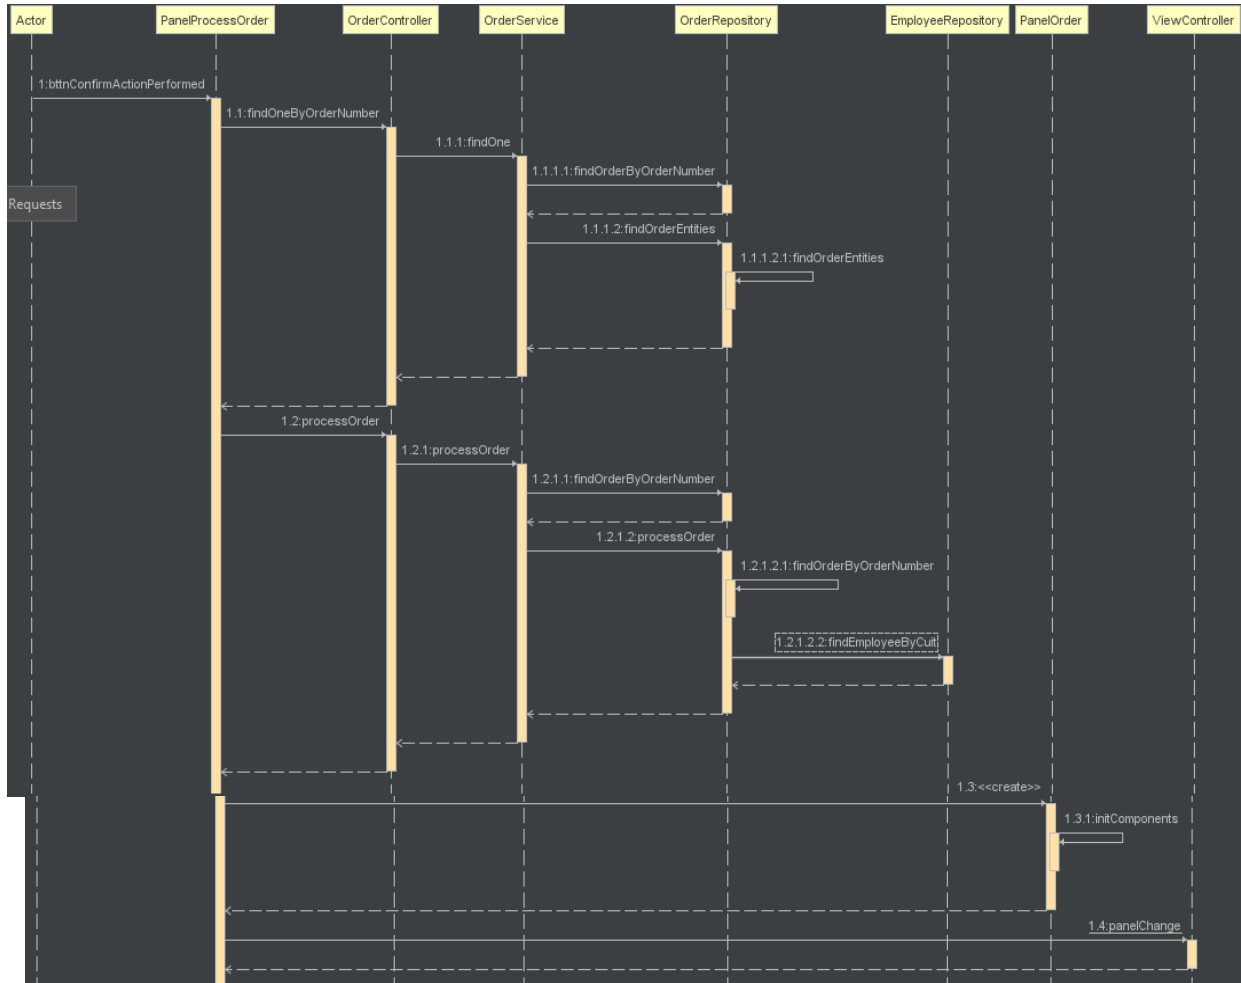 Actor
PanelProcessOrder
OrderController
OrderService
OrderRepository
EmployeeRepository
PanelOrder
ViewController
1:bttnConfirmActionPerformed
1.1:findOneByOrderNumber
1.1.1:findOne
1.1.1.1:findOrderByOrderNumber
Requests
1.1.1.2:findOrderEntities
1.1.1.2.1:findOrderEntities
1.2:processOrder
1.2.1:processOrder
1.2.1.1:findOrderByOrderNumber
1.2.1.2:processOrder
1.2.1.2.1:findOrderByOrderNumber
1.2.1.2.2:findEmployeeByCuit
1.3:<<create>>
1.3.1:initComponents
1.4:panelChange